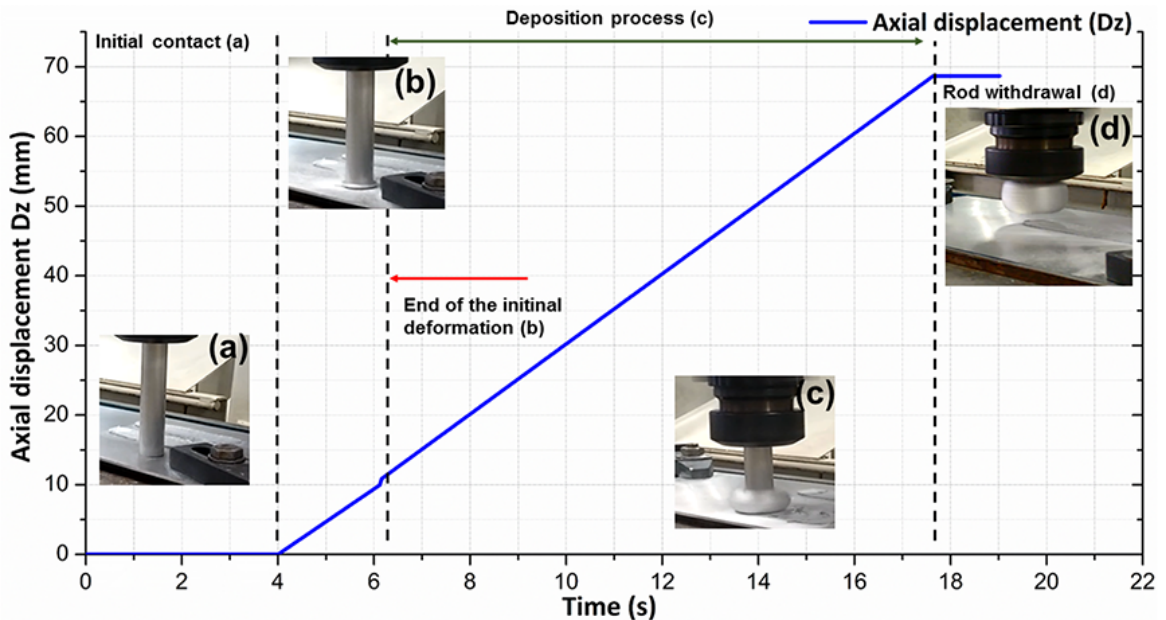 Deposition process (c)
Axial displacement (Dz)
Initial contact (a)
(b)
Rod withdrawal (d)
(d)
End of the initinal
deformation (b)
(a)
(c)
Axial displacement Dz (mm)
70
60
50
40
30
20
10
0
0 2 4 6 8 10 12 14 16 18 20 22
Time (s)